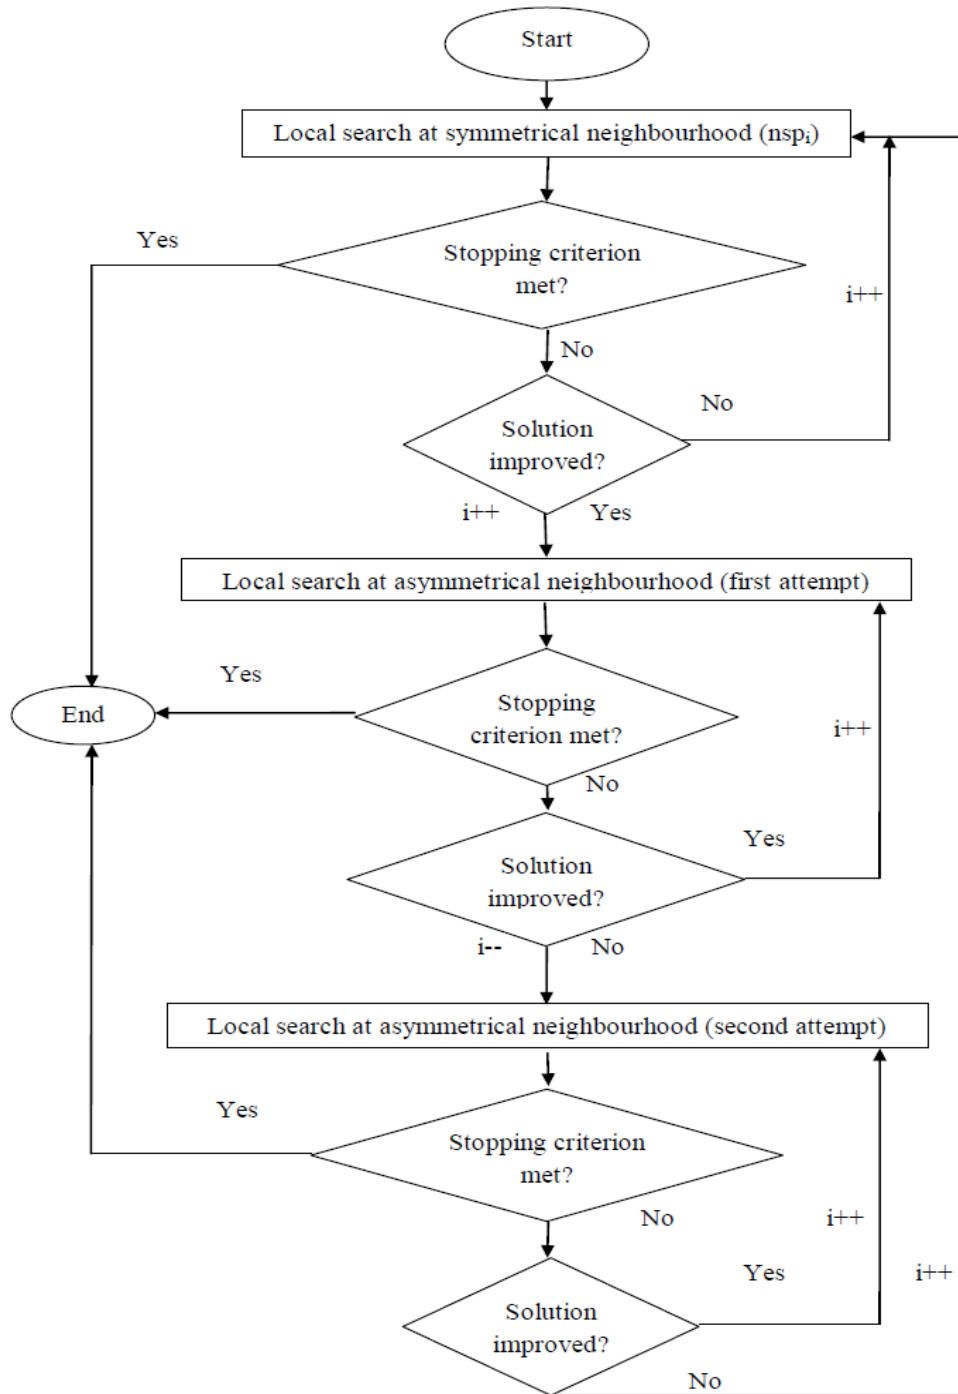 Start
Local search at symmetrical neighbourhood (nspi)
Yes
Stopping criterion
met?
i++
No
No
Solution
improved?
i++ Yes
Local search at asymmetrical neighbourhood (first attempt)
Yes
End
Stopping
criterion met?
i++
No
Yes
Solution
improved?
i-- No
Local search at asymmetrical neighbourhood (second attempt)
Yes
Stopping criterion
met?
No
i++
Yes
i++
Solution
improved?
No